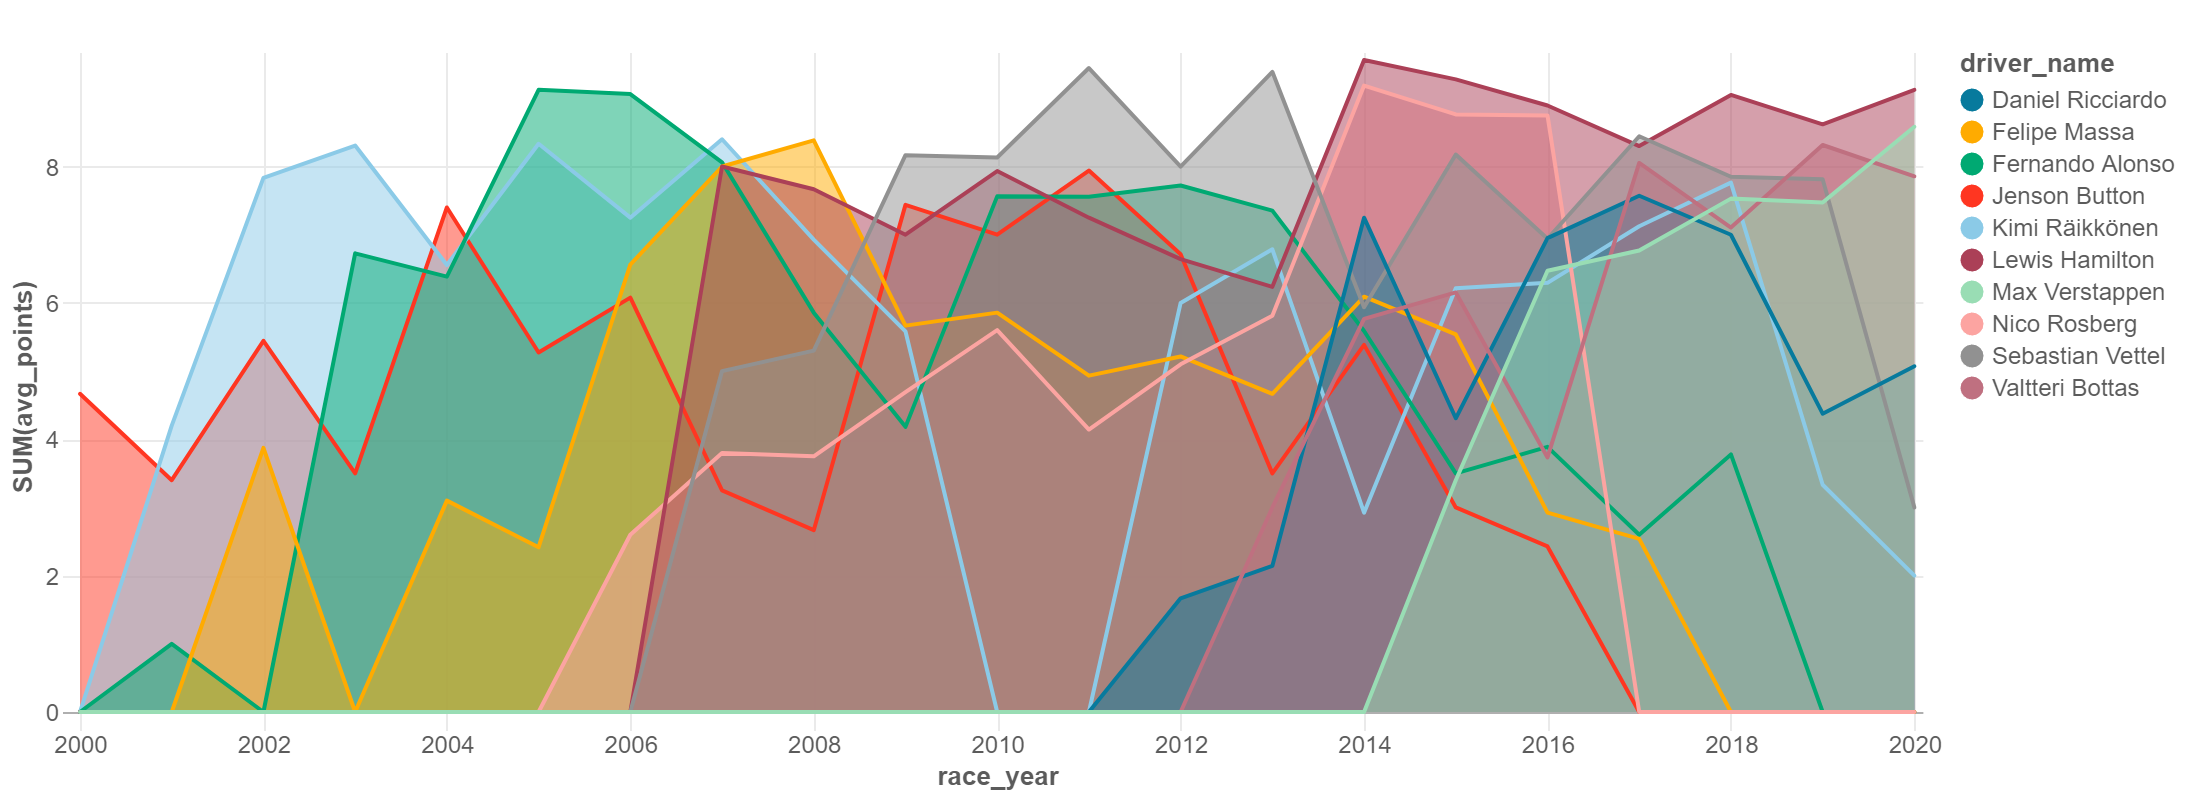 SUM(avg_points)
8
6
4
2
0
2000 2002 2004 2006 2008 2010 2012 2014 2016 2018 2020
race_year
driver_name
Daniel Ricciardo
Felipe Massa
Fernando Alonso
Jenson Button
Kimi Räikkönen
Lewis Hamilton
Max Verstappen
Nico Rosberg
Sebastian Vettel
Valtteri Bottas